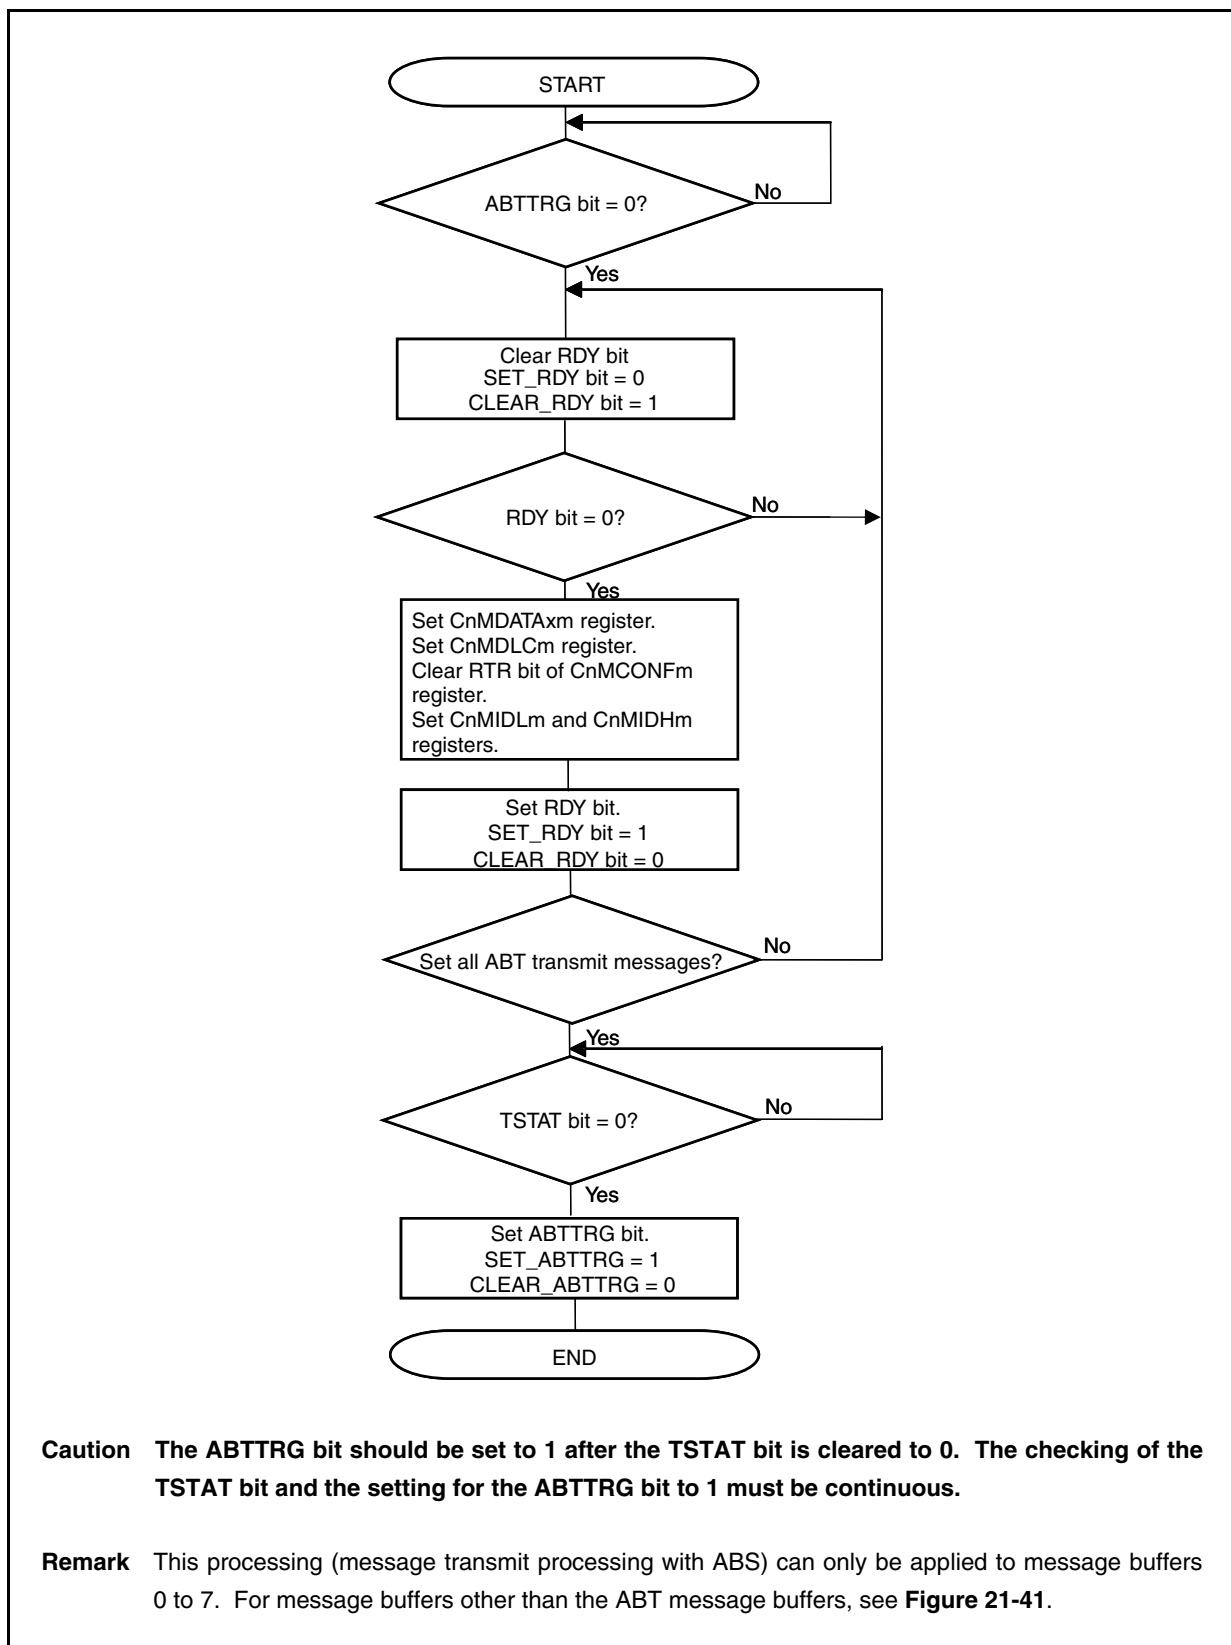 START
ABTTRG bit = 0?
No
Yes
Clear RDY bit
SET_RDY bit = 0
CLEAR_RDY bit = 1
RDY bit = 0?
No
Yes
Set CnMDATAxm register.
Set CnMDLCm register.
Clear RTR bit of CnMCONFm
register.
Set CnMIDLm and CnMIDHm
registers.
Set RDY bit.
SET_RDY bit = 1
CLEAR_RDY bit = 0
Set all ABT transmit messages?
No
Yes
TSTAT bit = 0?
No
Yes
Set ABTTRG bit.
SET_ABTTRG = 1
CLEAR_ABTTRG = 0
END
Caution The ABTTRG bit should be set to 1 after the TSTAT bit is cleared to 0. The checking of the
TSTAT bit and the setting for the ABTTRG bit to 1 must be continuous.
Remark This processing (message transmit processing with ABS) can only be applied to message buffers
0 to 7. For message buffers other than the ABT message buffers, see Figure 21-41.